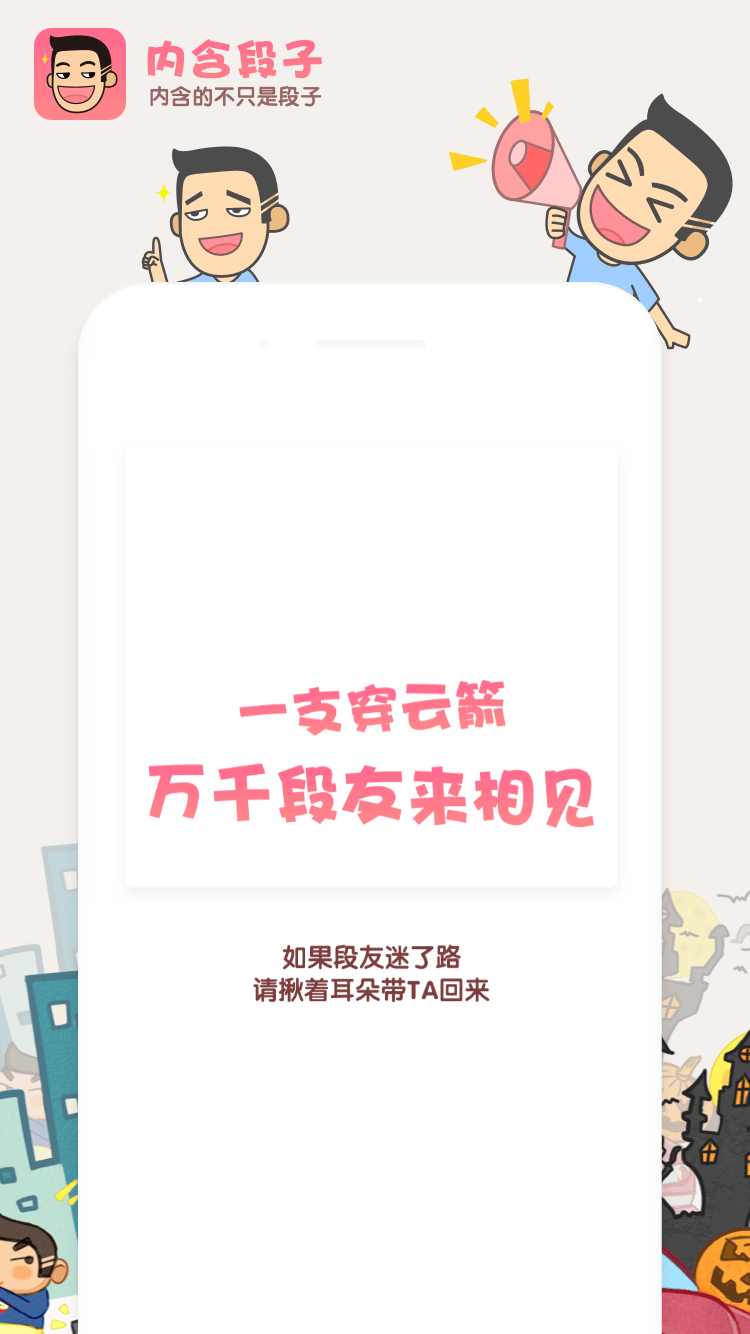 内含段子
内含的不只是段子
一支穿云箭
万千段友来相见
如果段友迷了路
请揪着耳朵带TA回来